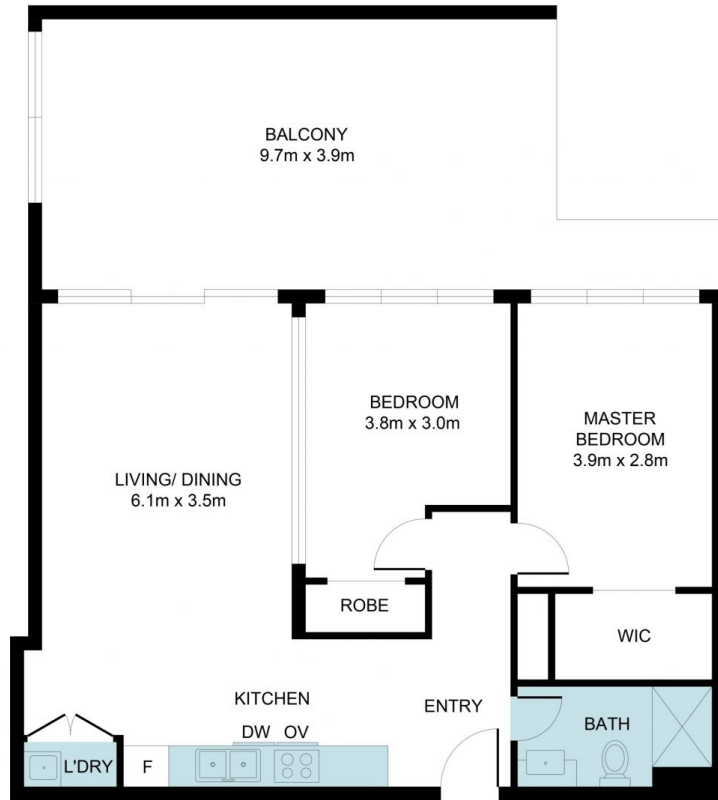 BALCONY
9.7m x 3.9m
BEDROOM
3.8m x 3.0m
MASTER
BEDROOM
3.9m x 2.8m
LIVING/ DINING
6.1m x 3.5m
ROBE
WIC
KITCHEN
ENTRY
DW OV
BATH
L'DRY
F